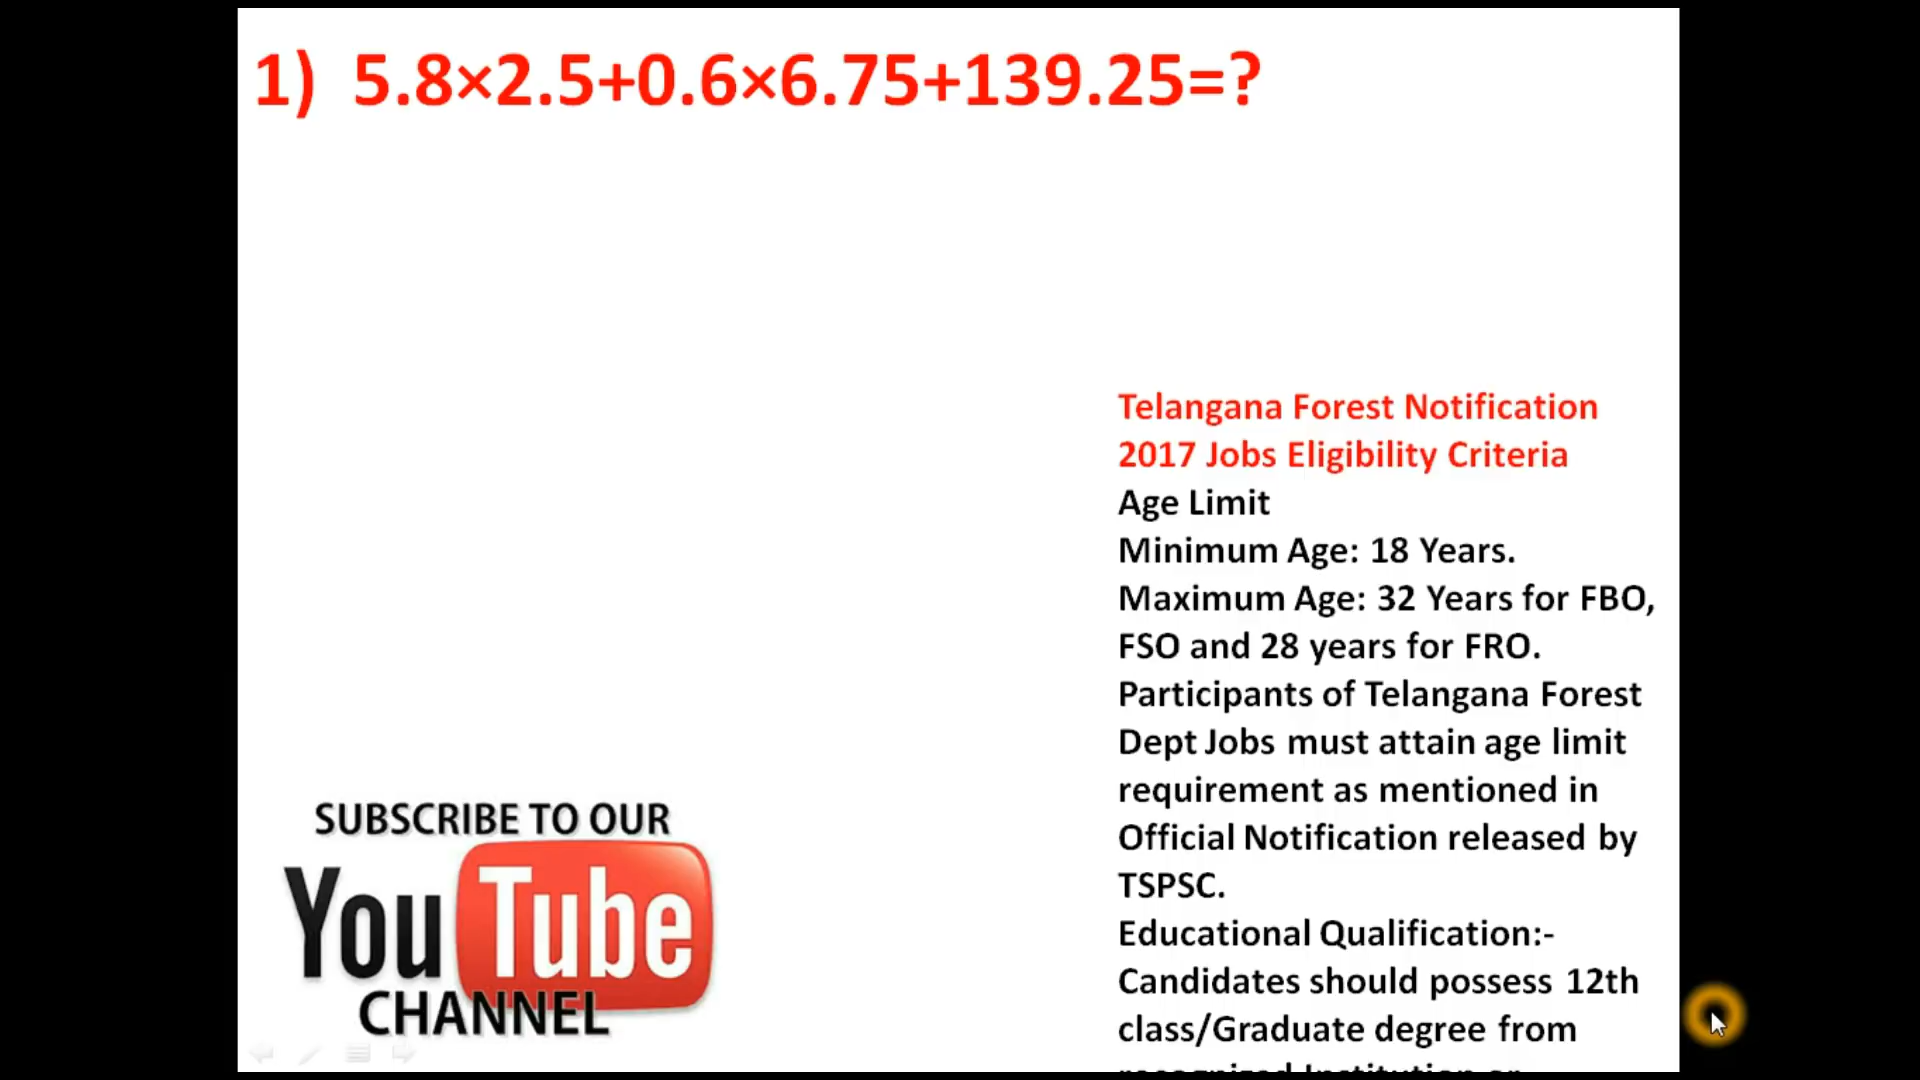 1) 5.8×2.5+0.6×6.75+139.25=?
Telangana Forest Notification
2017 Jobs Eligibility Criteria
Age Limit
Minimum Age: 18 Years.
Maximum Age: 32 Years for FBO,
FSO and 28 years for FRO.
Participants of Telangana Forest
Dept Jobs must attain age limit
requirement as mentioned in
Official Notification released by
TSPSC.
Educational Qualification:-
Candidates should possess 12th
class/Graduate degree from
SUBSCRIBE TO OUR
YouTube
CHANNEL